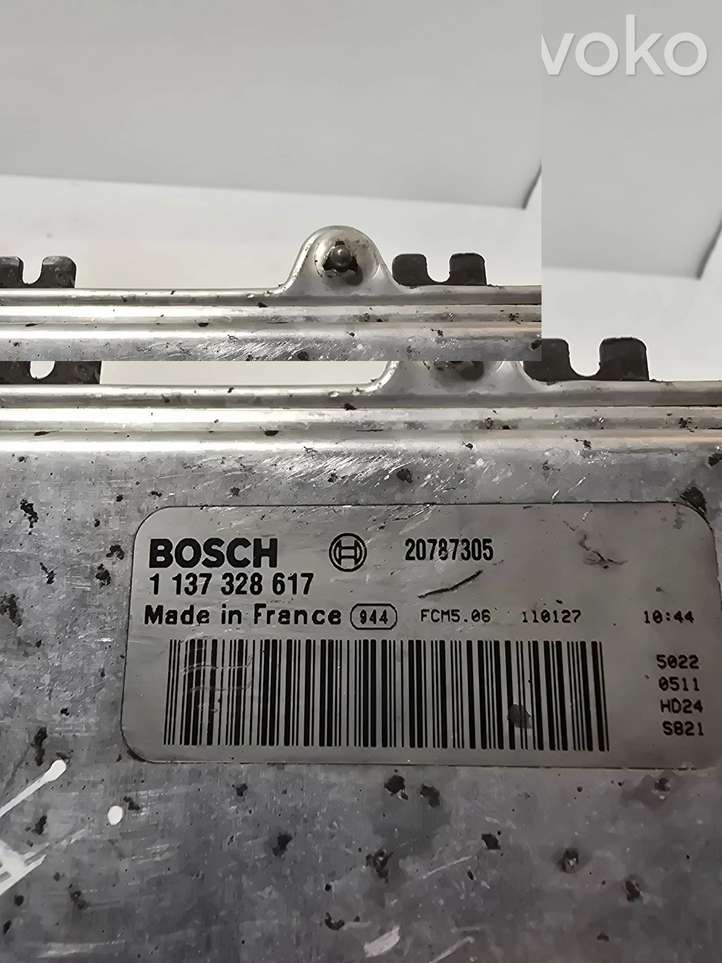 voko
BOSCH 20787305
1 137 328 617
Made in France 944 FCM5.06 110127 10:44
5022
0511
HD24
S821